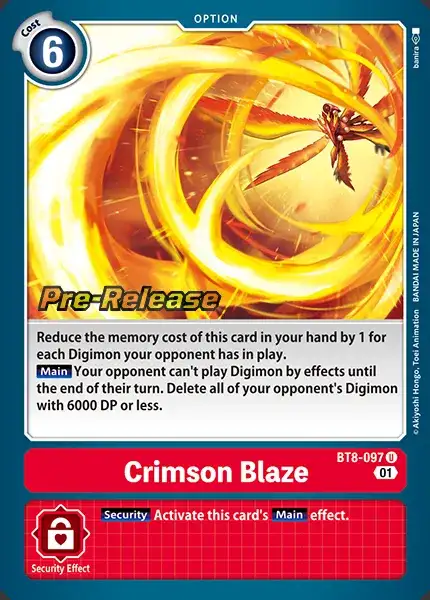 OPTION
Cost
6
banira
Pre-Release
Reduce the memory cost of this card in your hand by 1 for
each Digimon your opponent has in play.
Main Your opponent can't play Digimon by effects until
the end of their turn. Delete all of your opponent's Digimon
with 6000 DP or less.
©Akiyoshi Hongo, Toei Animation BANDAI MADE IN JAPAN
BT8-097 U
Crimson Blaze
01
Security Activate this card's Main effect.
Security Effect